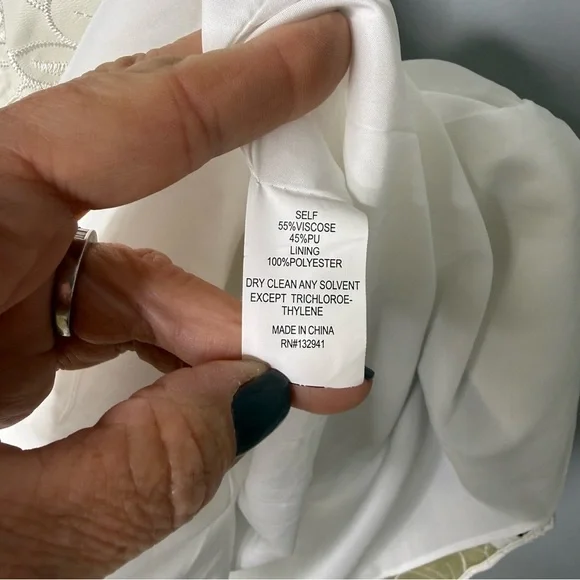 SELF
55%VISCOSE
45%PU
LINING
100%POLYESTER
DRY CLEAN ANY SOLVENT
EXCEPT TRICHLOROE-
THYLENE
MADE IN CHINA
RN#132941